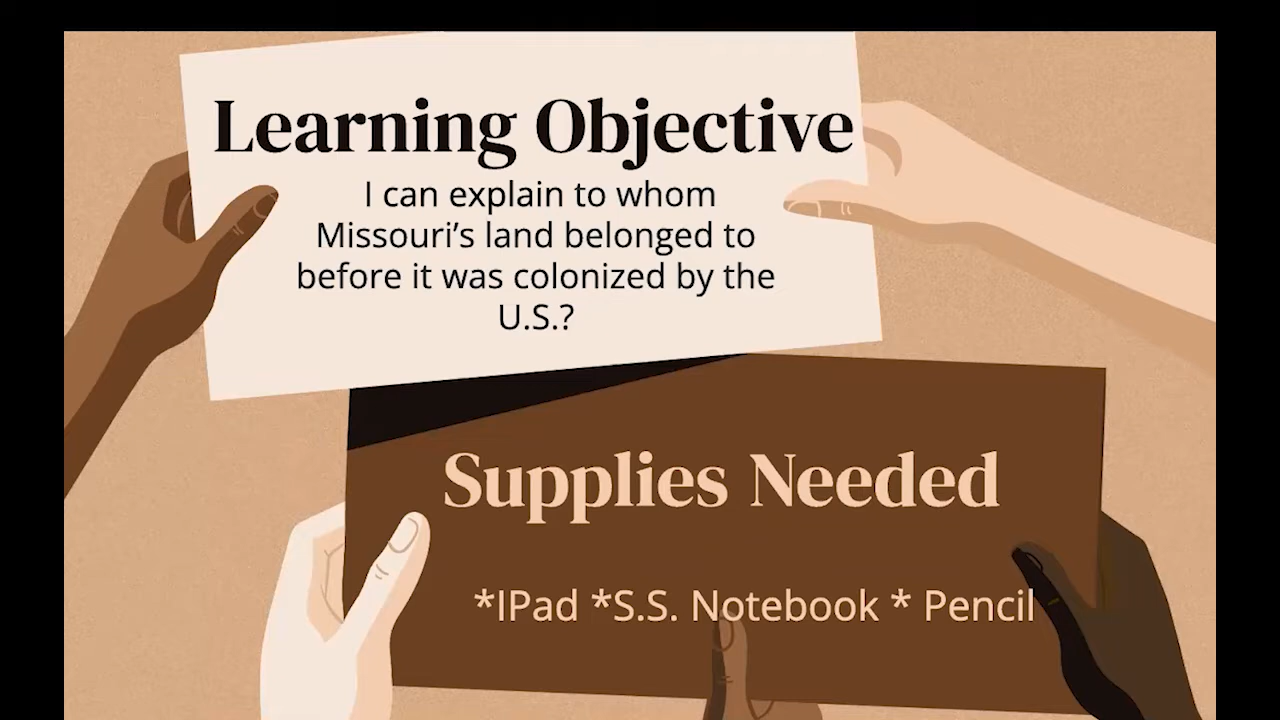 Learning Objective
I can explain to whom
Missouri’s land belonged to
before it was colonized by the
U.S.?
Supplies Needed
*IPad *S.S. Notebook * Pencil